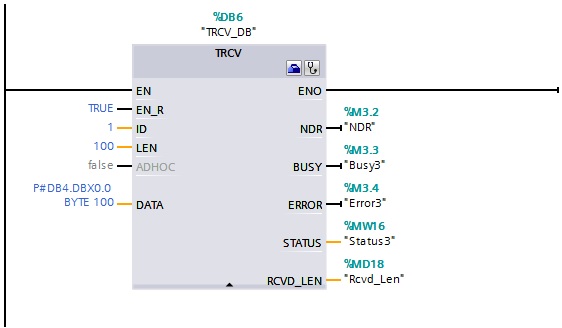 %DB6
"TRCV_DB"
TRCV
EN ENO
TRUE EN_R
%M3.2
1 ID NDR "NDR"
100 LEN
%M3.3
false ADHOC BUSY "Busy3"
P#DB4.DBX0.0
%M3.4
BYTE 100 DATA ERROR "Error3"
%MW16
STATUS "Status3"
%MD18
RCVD_LEN "Rcvd_Len"